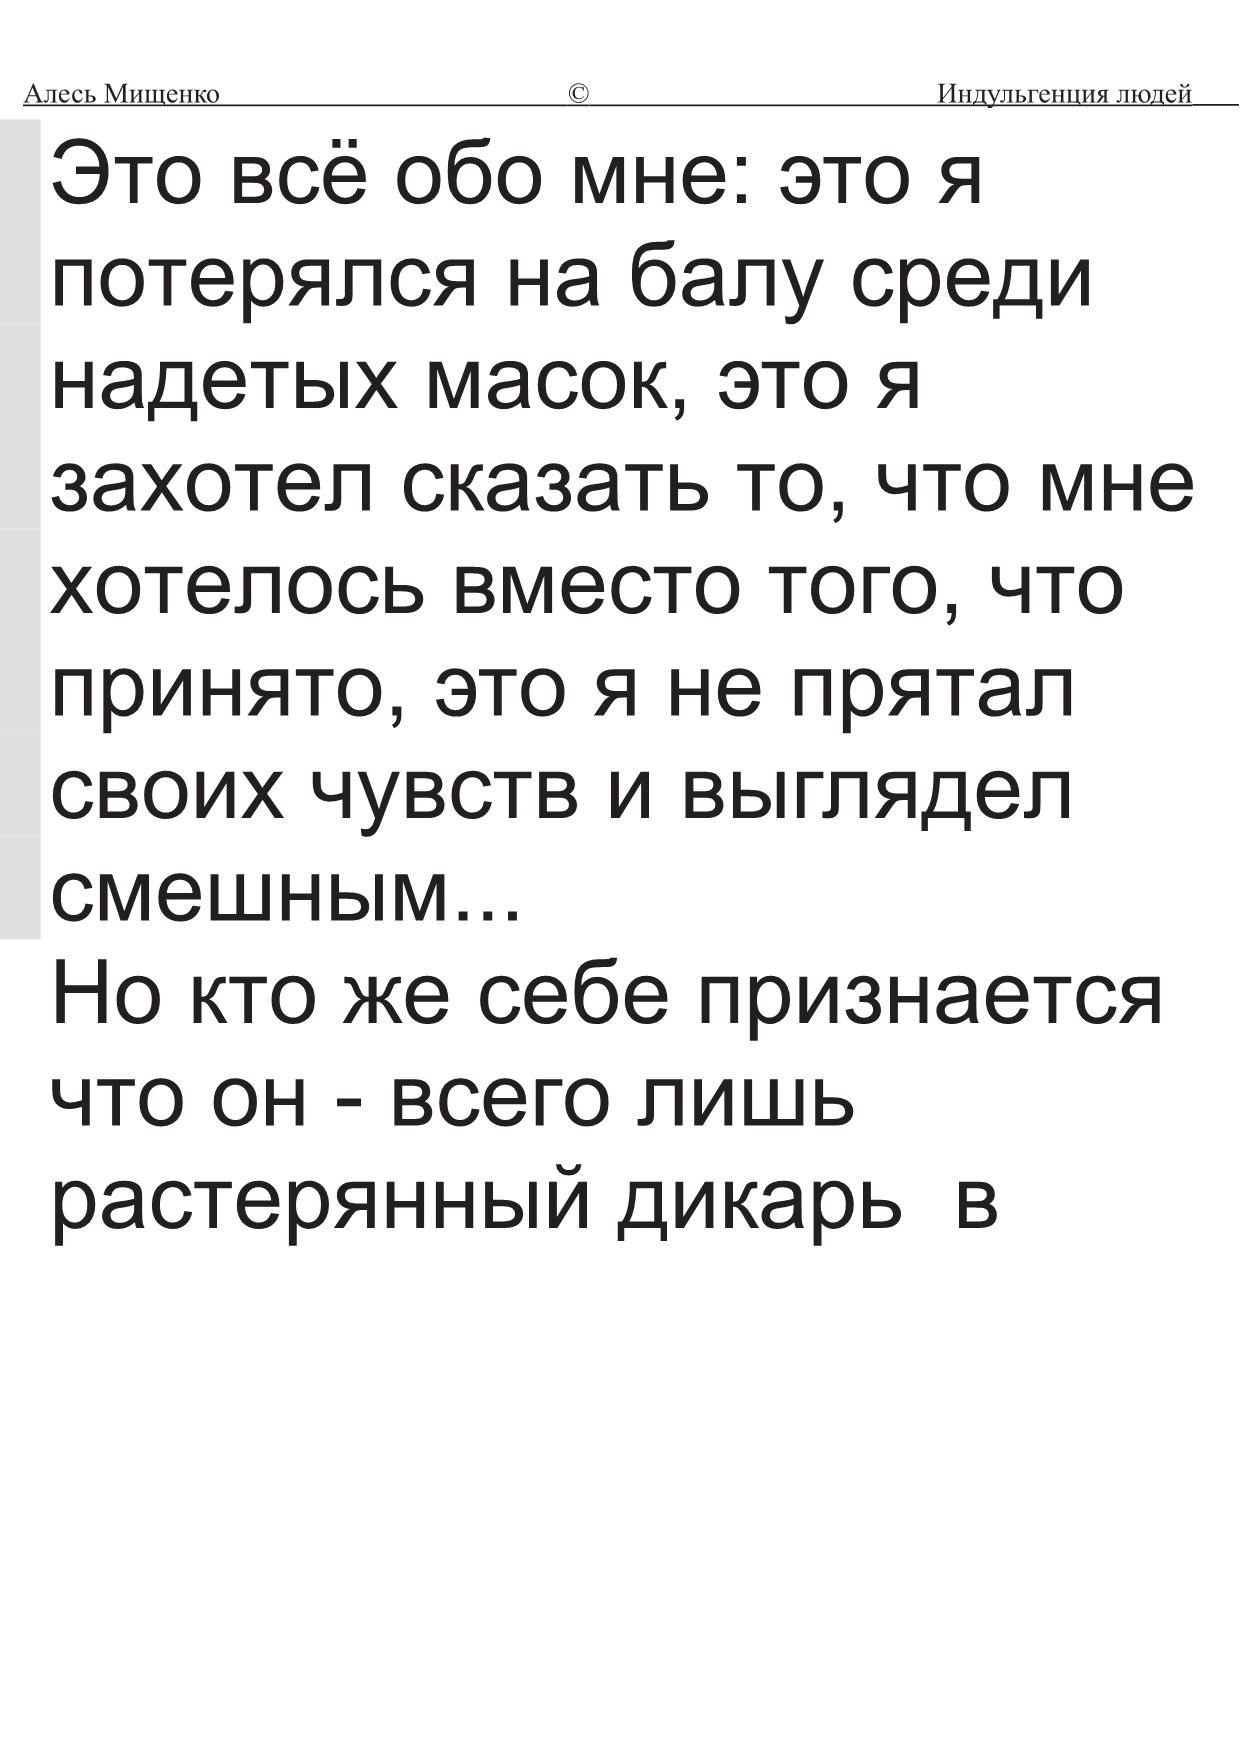 Алесь Мищенко © Индульгенция людей
Это всё обо мне: это я
потерялся на балу среди
надетых масок, это я
захотел сказать то, что мне
хотелось вместо того, что
принято, это я не прятал
своих чувств и выглядел
смешным...
Но кто же себе признается
что он - всего лишь
растерянный дикарь  в